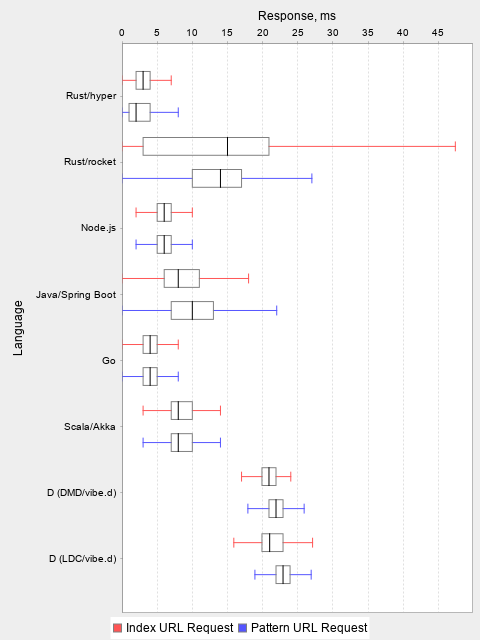 Response, ms
0 5 10 15 20 25 30 35 40 45
Rust/hyper
Rust/rocket
Node.js
Java/Spring Boot
Go
Scala/Akka
D (DMD/vibe.d)
D (LDC/vibe.d)
Language
Index URL Request Pattern URL Request